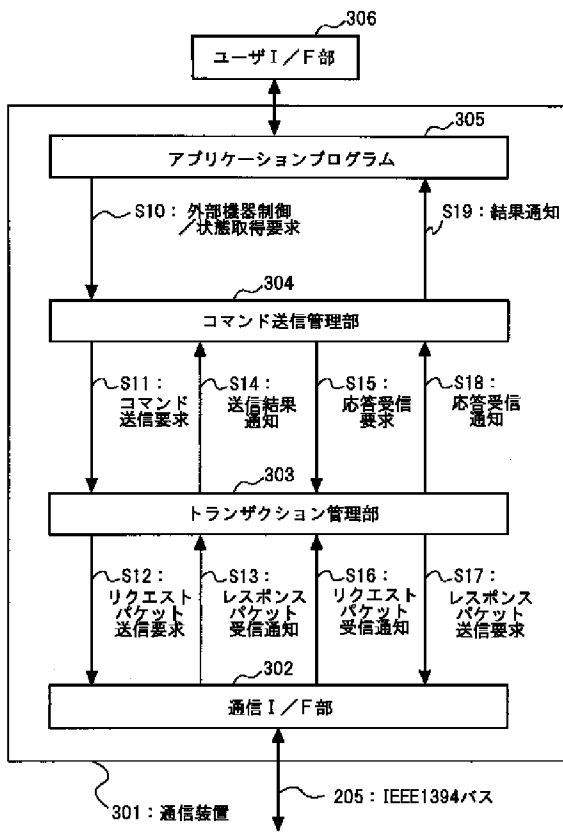 306
ユーザI/F部
305
アプリケーションプログラム
S10：外部機器制御
/状態取得要求
S19：結果通知
304
コマンド送信管理部
S11：
コマンド
送信要求
S14：
送信結果
通知
S15：
応答受信
要求
S18：
応答受信
通知
303
トランザクション管理部
S12：
リクエスト
パケット
送信要求
S13：
レスポンス
パケット
受信通知
S16：
リクエスト
パケット
受信通知
S17：
レスポンス
パケット
送信要求
302
通信I/F部
301：通信装置
205：IEEE1394バス